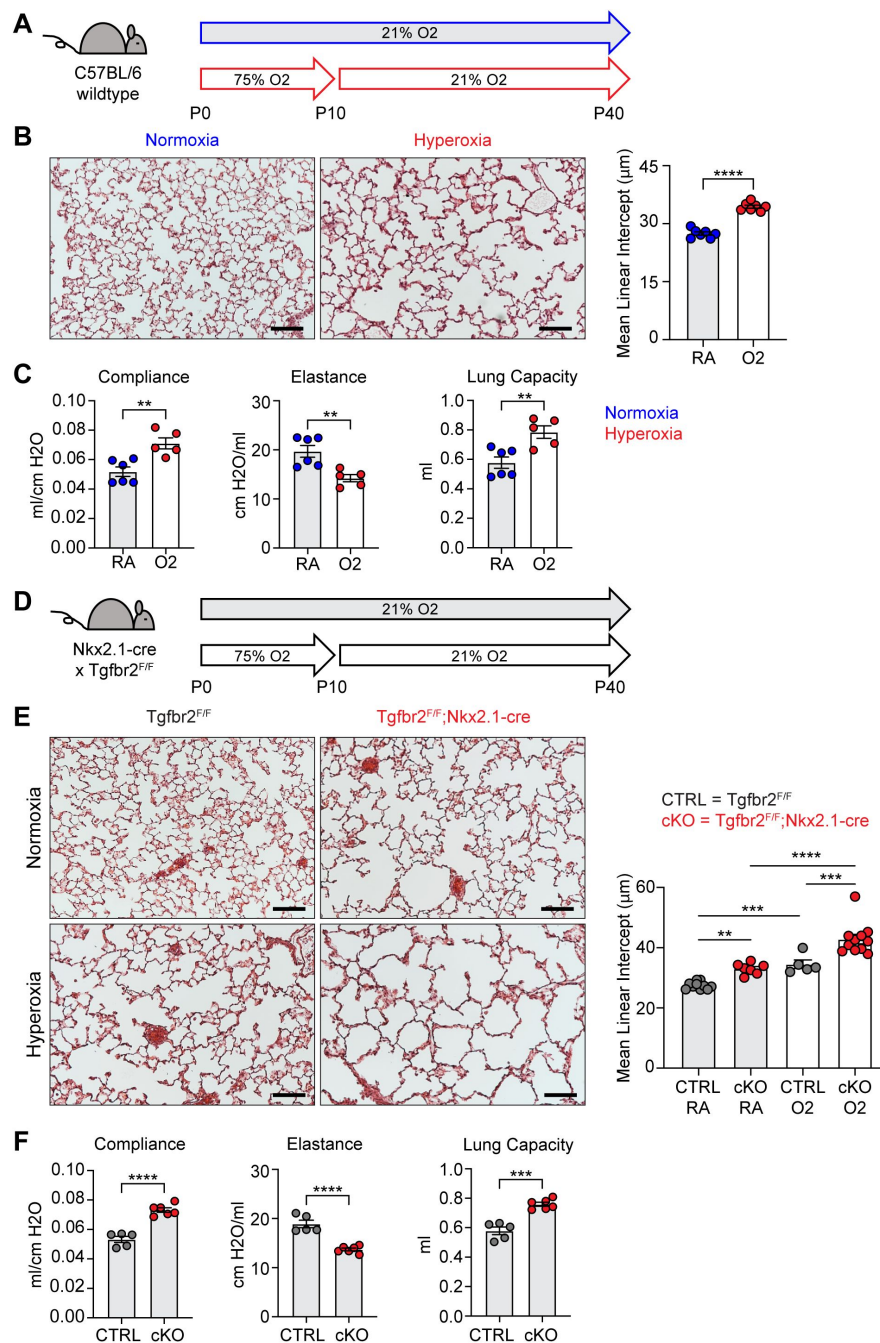 A
C57BL/6
wildtype
21% O2
75% O2
21% O2
P0
P10
P40
B
Normoxia
Hyperoxia
Mean Linear Intercept (µm)
45
30
15
0
****
RA
O2
C
Compliance
ml/cm H2O
0.10
0.08
0.06
0.04
0.02
0.00
**
RA
O2
Elastance
cm H2O/ml
30
20
10
0
**
RA
O2
Lung Capacity
ml
1.0
0.8
0.6
0.4
0.2
0.0
**
RA
O2
Normoxia
Hyperoxia
D
Nkx2.1-cre
x Tgfbr2F/F
21% O2
75% O2
21% O2
P0
P10
P40
E
Tgfbr2F/F
Tgfbr2F/F;Nkx2.1-cre
Normoxia
Hyperoxia
CTRL = Tgfbr2F/F
cKO = Tgfbr2F/F;Nkx2.1-cre
Mean Linear Intercept (µm)
60
40
20
0
****
***
***
**
CTRL
RA
cKO
RA
CTRL
O2
cKO
O2
F
Compliance
ml/cm H2O
0.10
0.08
0.06
0.04
0.02
0.00
****
CTRL
cKO
Elastance
cm H2O/ml
30
20
10
0
****
CTRL
cKO
Lung Capacity
ml
1.0
0.8
0.6
0.4
0.2
0.0
***
CTRL
cKO